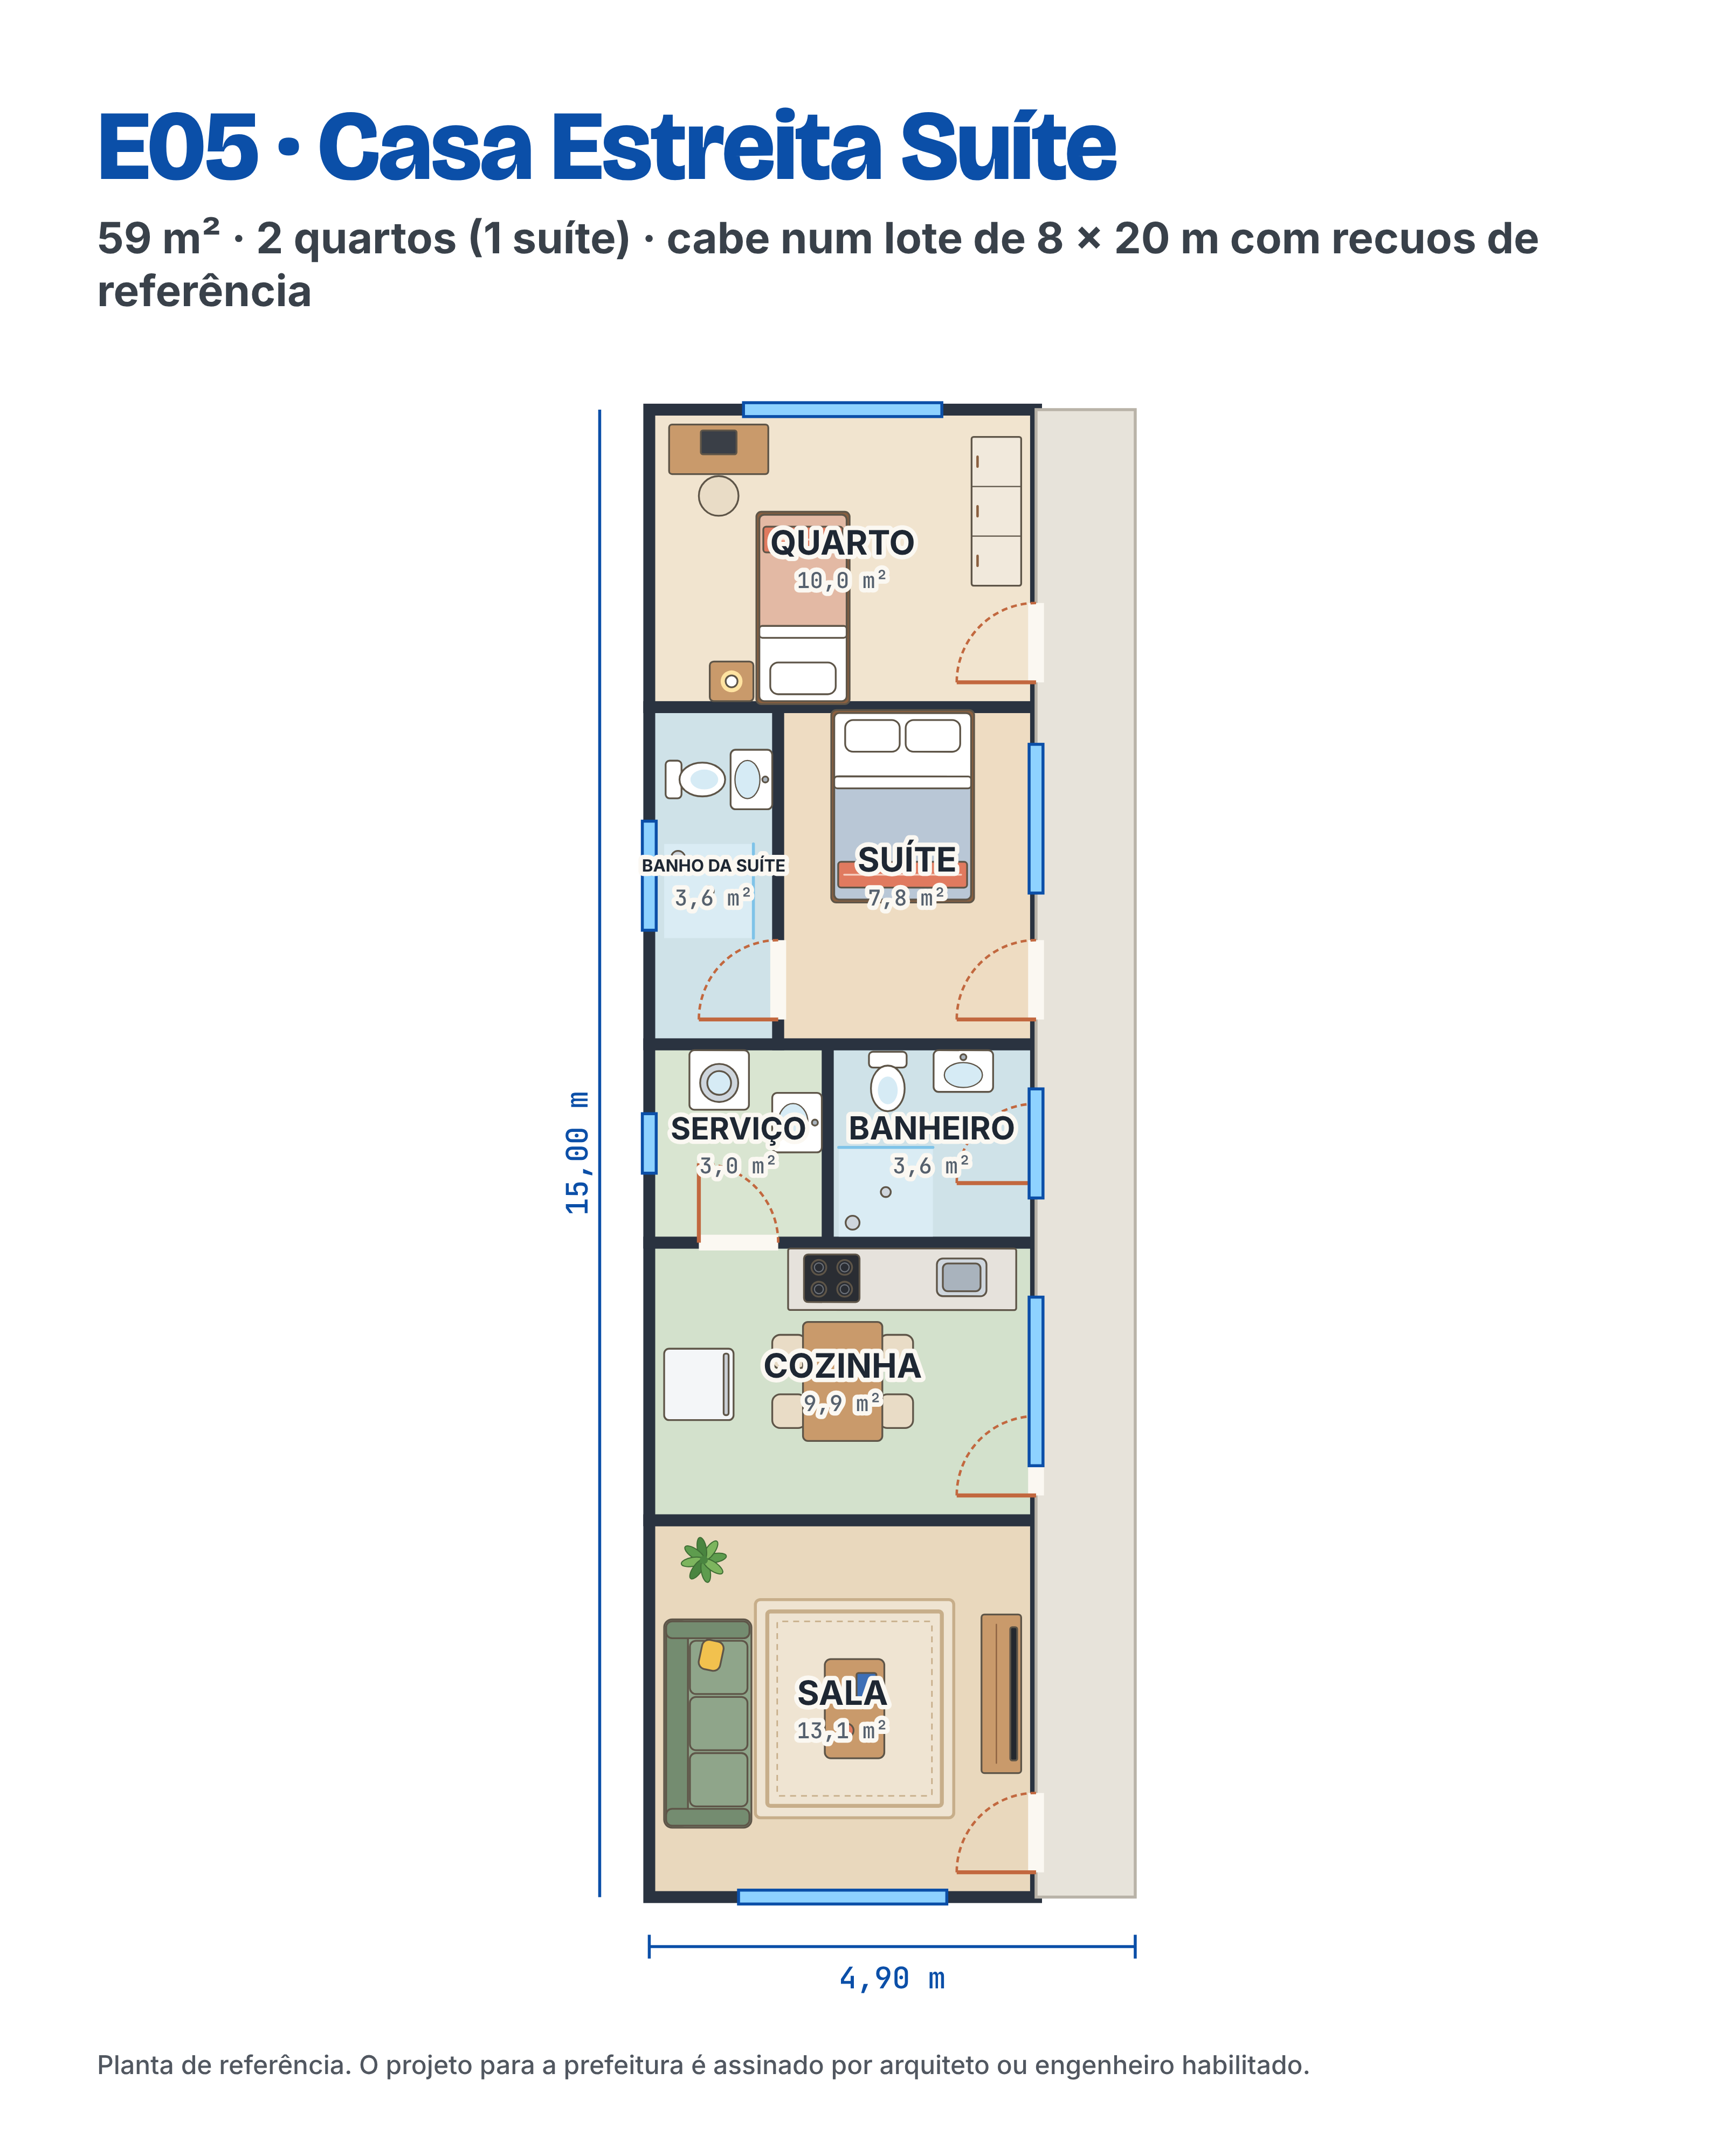 E05 · Casa Estreita Suíte
59 m² · 2 quartos (1 suíte) · cabe num lote de 8 × 20 m com recuos de
referência
QUARTO
10,0 m²
BANHO DA SUÍTE
3,6 m²
SUÍTE
7,8 m²
SERVIÇO
3,0 m²
BANHEIRO
3,6 m²
15,00 m
COZINHA
9,9 m²
SALA
13,1 m²
4,90 m
Planta de referência. O projeto para a prefeitura é assinado por arquiteto ou engenheiro habilitado.